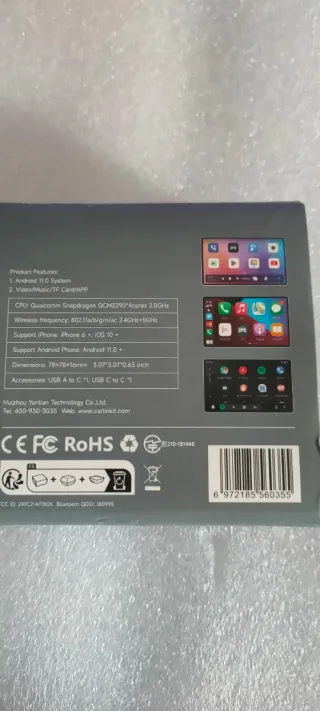 /Product Features:
1. Android 11.0 System
2. Video/Music/TF Card/APP
CPU: Qualcomm Snapdragon QCM2290*4cores 2.0GHz
Wireless frequency: 802.11a/b/g/n/ac 2.4GHz+5GHz
Support iPhone: iPhone 6 +, iOS 10 +
Support Android Phone: Android 11.0 +
Dimensions: 78*78*16mm 3.07*3.07*0.63 inch
Accessories: USB A to C *1, USB C to C *1
Huizhou Yunlian Technology Co.,Ltd.
Tel: 400-930-3035 Web: www.carlinkit.com
CE FC RoHS R 210-181448
FR
6 972185 560355